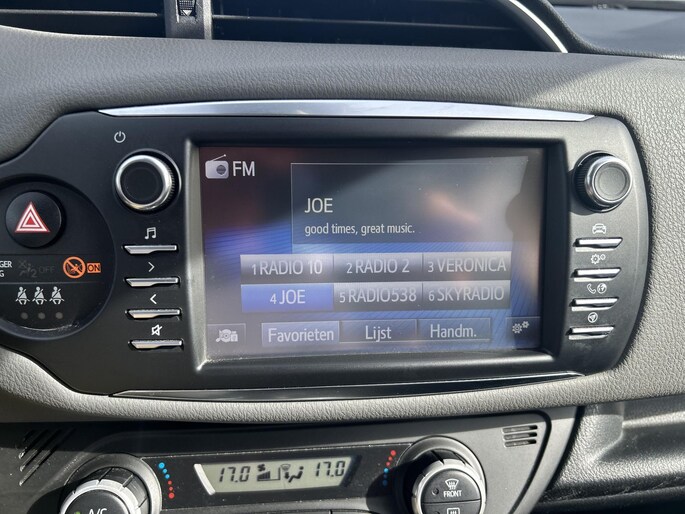 FM
JOE
good times, great music.
1 RADIO 10 2 RADIO 2 3 VERONICA
4 JOE 5 RADIO538 6 SKYRADIO
Favorieten Lijst Handm.
OFF ON
17.0 17.0
A/C
FRONT